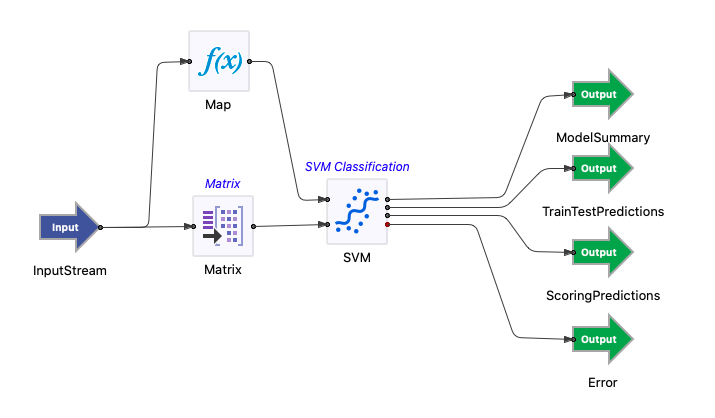 f(x)
Map
Output
ModelSummary
SVM Classification
Matrix
Output
TrainTestPredictions
Input
InputStream
Matrix
SVM
Output
ScoringPredictions
Output
Error